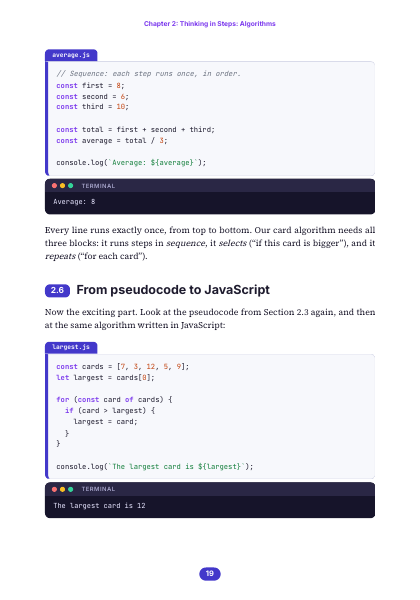 Chapter 2: Thinking in Steps: Algorithms
average.js
// Sequence: each step runs once, in order.
const first = 8;
const second = 6;
const third = 10;
const total = first + second + third;
const average = total / 3;
console.log(`Average: ${average}`);
TERMINAL
Average: 8
Every line runs exactly once, from top to bottom. Our card algorithm needs all
three blocks: it runs steps in sequence, it selects (“if this card is bigger”), and it
repeats (“for each card”).
2.6 From pseudocode to JavaScript
Now the exciting part. Look at the pseudocode from Section 2.3 again, and then
at the same algorithm written in JavaScript:
largest.js
const cards = [7, 3, 12, 5, 9];
let largest = cards[0];
for (const card of cards) {
  if (card > largest) {
    largest = card;
  }
}
console.log(`The largest card is ${largest}`);
TERMINAL
The largest card is 12
19